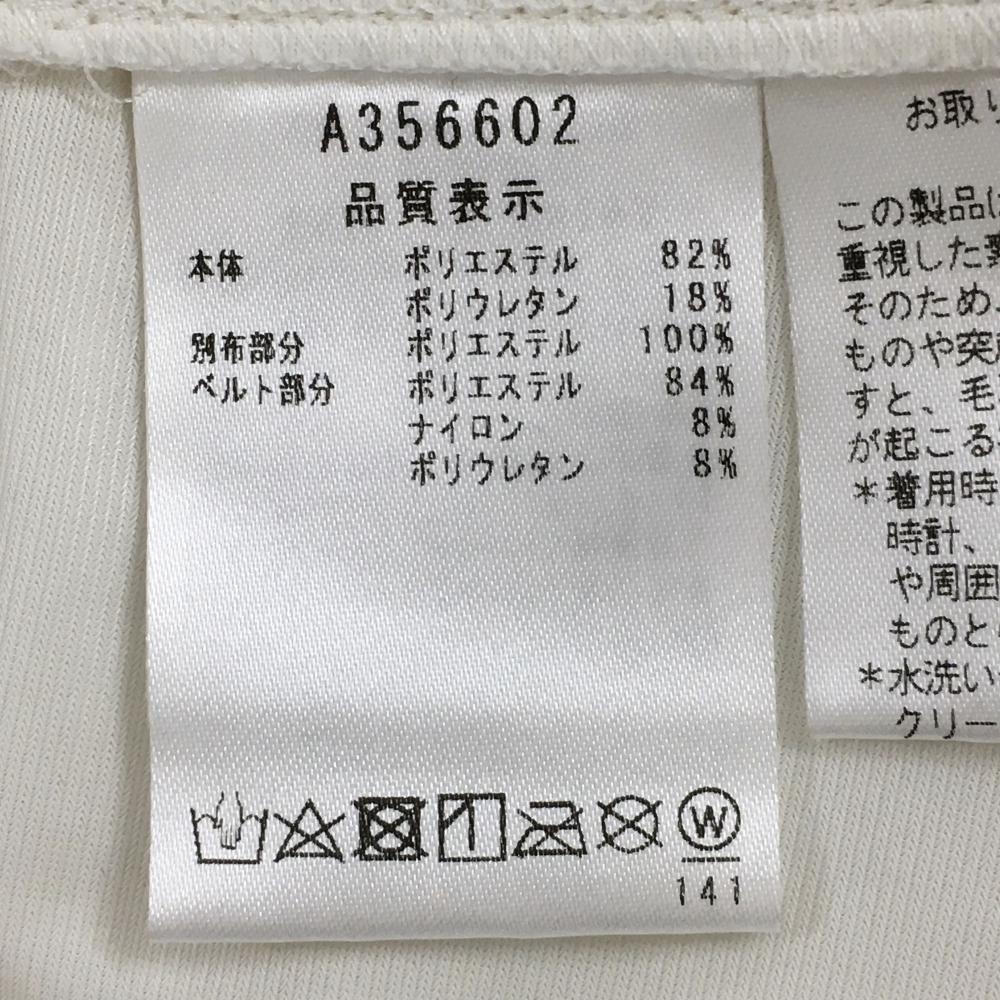 A356602
品質表示
本体 ポリエステル 82%
ポリウレタン 18%
別布部分 ポリエステル 100%
ベルト部分 ポリエステル 84%
ナイロン 8%
ポリウレタン 8%
W
141
お取り
この製品は
重視した
そのため、
ものや突
すと、毛
が起こる
*着用時
時計、
や周囲
ものと
*水洗い
クリー